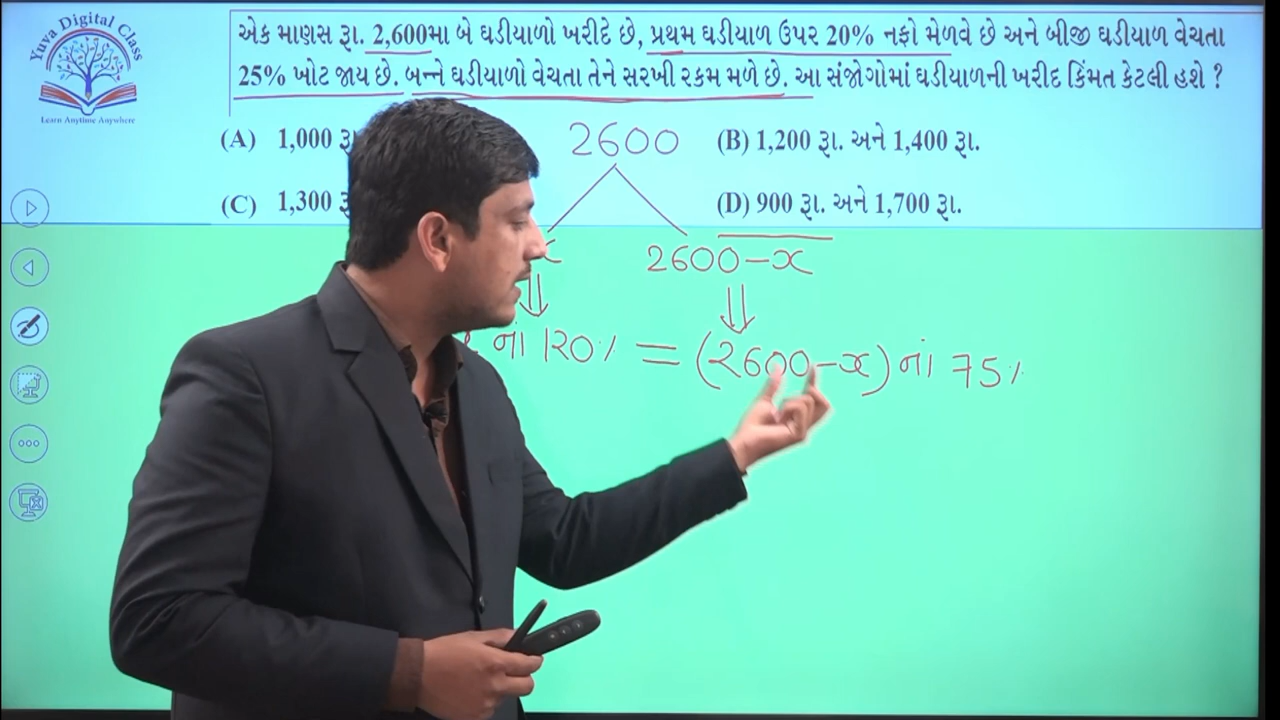 Yuva Digital Class
Learn Anytime Anywhere
એક માણસ રૂા. 2,600મા બે ઘડીયાળો ખરીદે છે, પ્રથમ ઘડીયાળ ઉપર 20% નફો મેળવે છે અને બીજી ઘડીયાળ વેચતા
25% ખોટ જાય છે. બન્ને ઘડીયાળો વેચતા તેને સરખી રકમ મળે છે. આ સંજોગોમાં ઘડીયાળની ખરીદ કિંમત કેટલી હશે ?
(A) 1,000 2600 (B) 1,200 રૂા. અને 1,400 રૂા.
(C) 1,300 (D) 900 રૂા. અને 1,700 રૂા.
x 2600-x
નાં 120% = (2600-x) નાં 75%